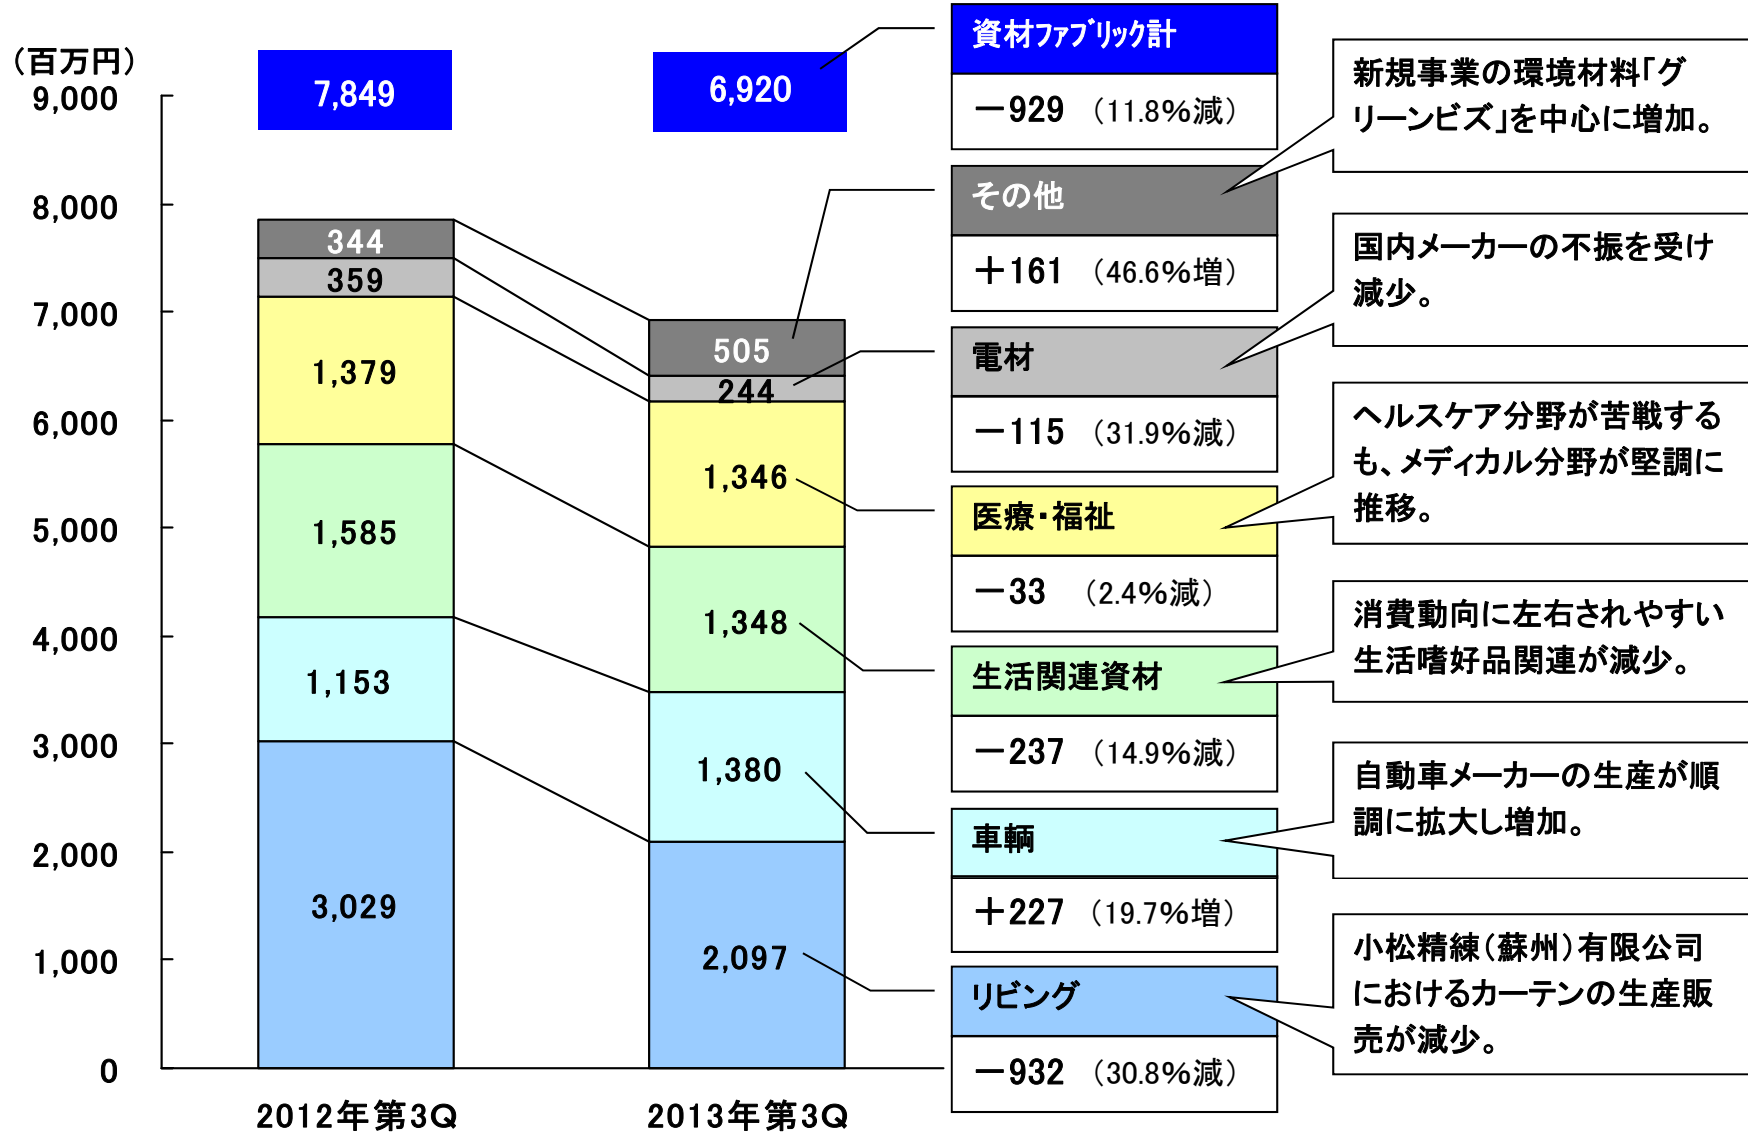 （百万円）
9,000
8,000
7,000
6,000
5,000
4,000
3,000
2,000
1,000
0
7,849
344
359
1,379
1,585
1,153
3,029
2012年第3Q
6,920
505
244
1,346
1,348
1,380
2,097
2013年第3Q
資材ファブリック計
－929 （11.8%減）
その他
＋161 （46.6%増）
電材
－115 （31.9%減）
医療・福祉
－33 （2.4%減）
生活関連資材
－237 （14.9%減）
車輌
＋227 （19.7%増）
リビング
－932 （30.8%減）
新規事業の環境材料「グ
リーンビズ」を中心に増加。
国内メーカーの不振を受け
減少。
ヘルスケア分野が苦戦する
も、メディカル分野が堅調に
推移。
消費動向に左右されやすい
生活嗜好品関連が減少。
自動車メーカーの生産が順
調に拡大し増加。
小松精練（蘇州）有限公司
におけるカーテンの生産販
売が減少。